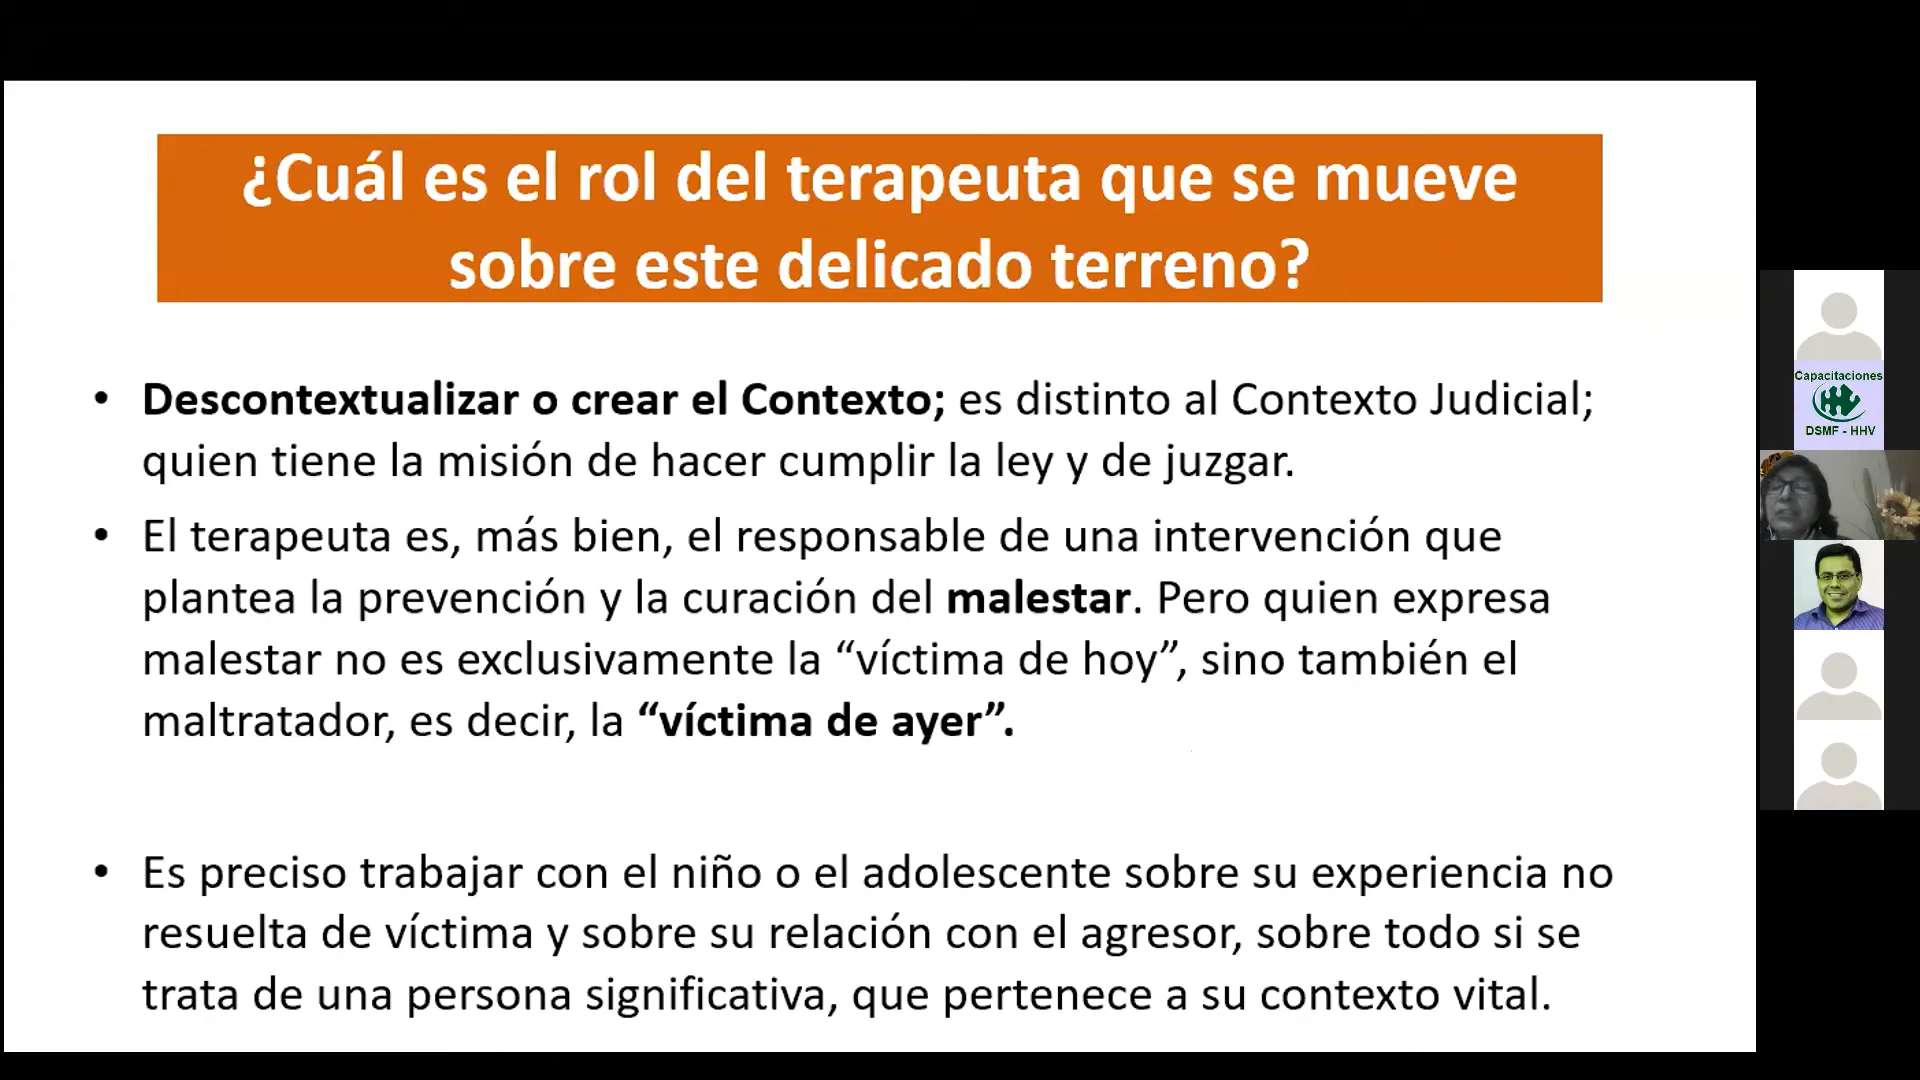 ¿Cuál es el rol del terapeuta que se mueve
sobre este delicado terreno?
• Descontextualizar o crear el Contexto; es distinto al Contexto Judicial;
quien tiene la misión de hacer cumplir la ley y de juzgar.
• El terapeuta es, más bien, el responsable de una intervención que
plantea la prevención y la curación del malestar. Pero quien expresa
malestar no es exclusivamente la “víctima de hoy”, sino también el
maltratador, es decir, la “víctima de ayer”.
• Es preciso trabajar con el niño o el adolescente sobre su experiencia no
resuelta de víctima y sobre su relación con el agresor, sobre todo si se
trata de una persona significativa, que pertenece a su contexto vital.
Capacitaciones
DSMF - HHV